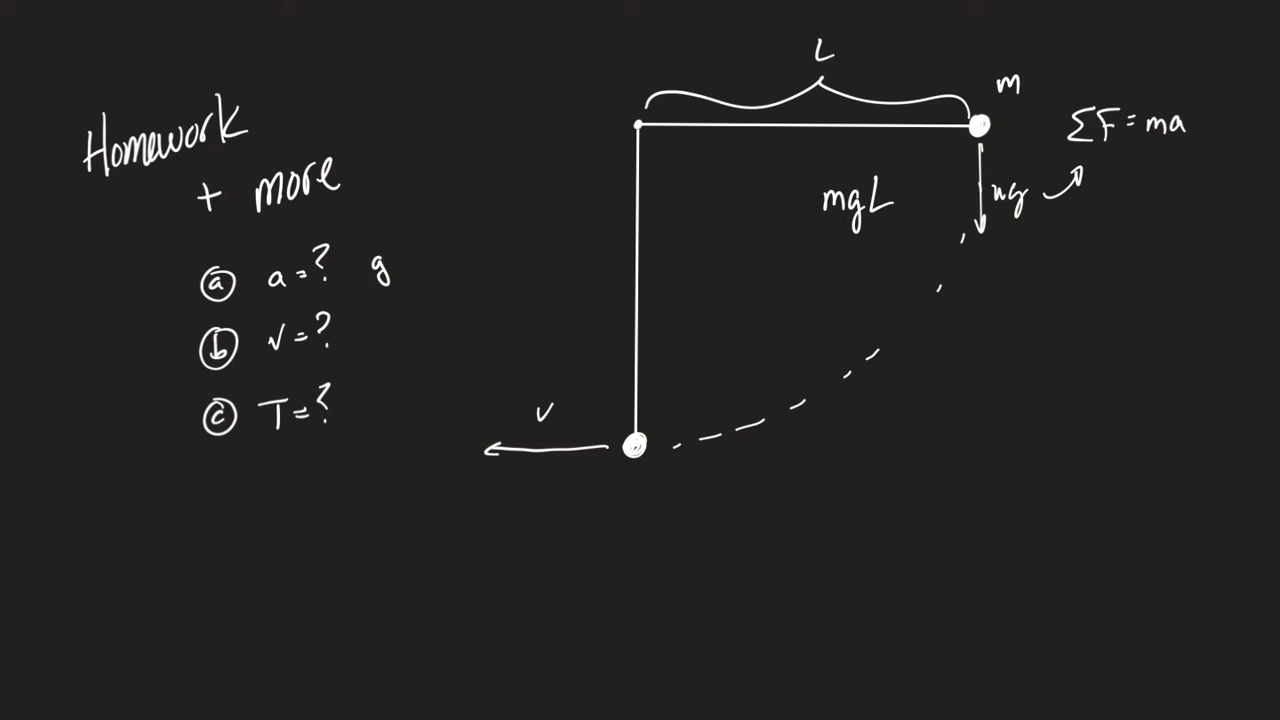 Homework
+ more
ⓐ a = ? g
ⓑ v = ?
ⓒ T = ?
L
m
ΣF = ma
mg
mgL
v